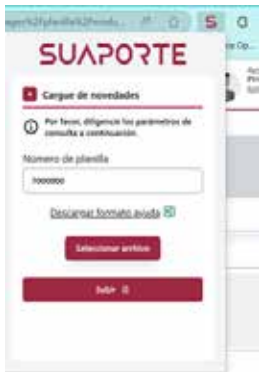 SUAPORTE
Cargue de novedades
Por favor, diligencie los parámetros de
consulta a continuación.
Número de planilla
Descargar formato ayuda
Seleccionar archivo
Subir